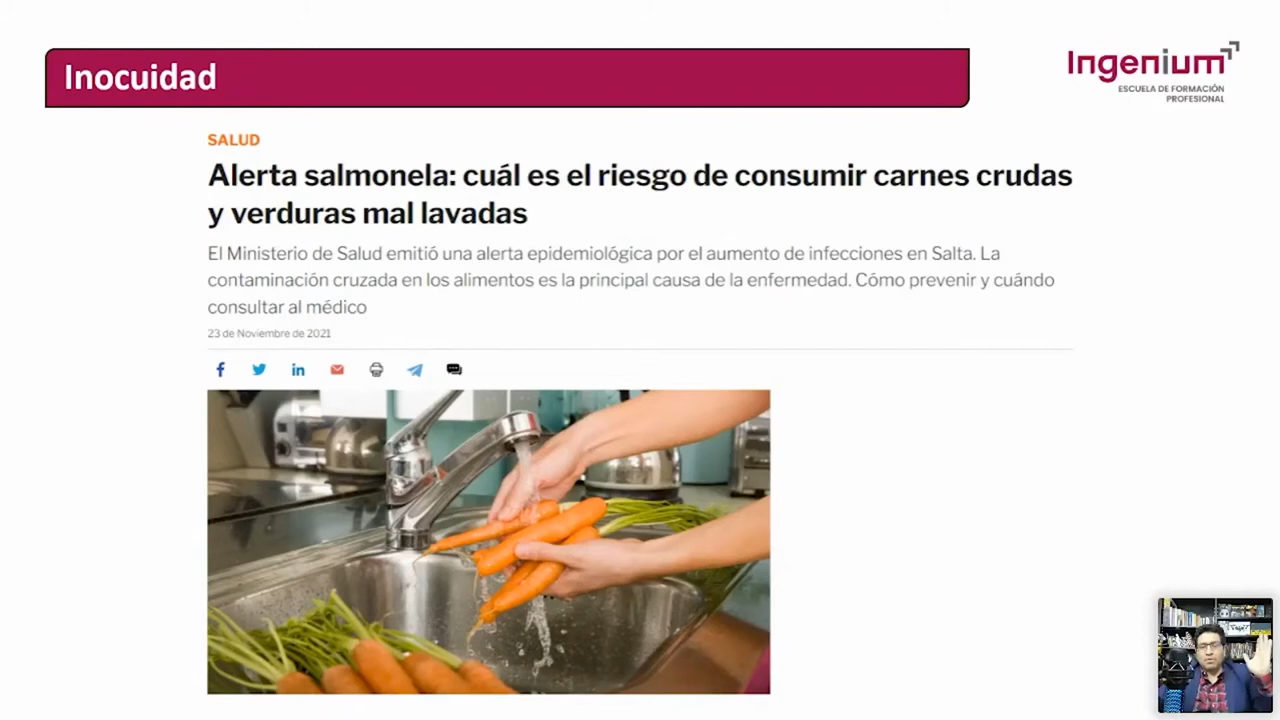 Inocuidad
Ingenium
ESCUELA DE FORMACIÓN
PROFESIONAL
SALUD
Alerta salmonela: cuál es el riesgo de consumir carnes crudas
y verduras mal lavadas
El Ministerio de Salud emitió una alerta epidemiológica por el aumento de infecciones en Salta. La
contaminación cruzada en los alimentos es la principal causa de la enfermedad. Cómo prevenir y cuándo
consultar al médico
23 de Noviembre de 2021